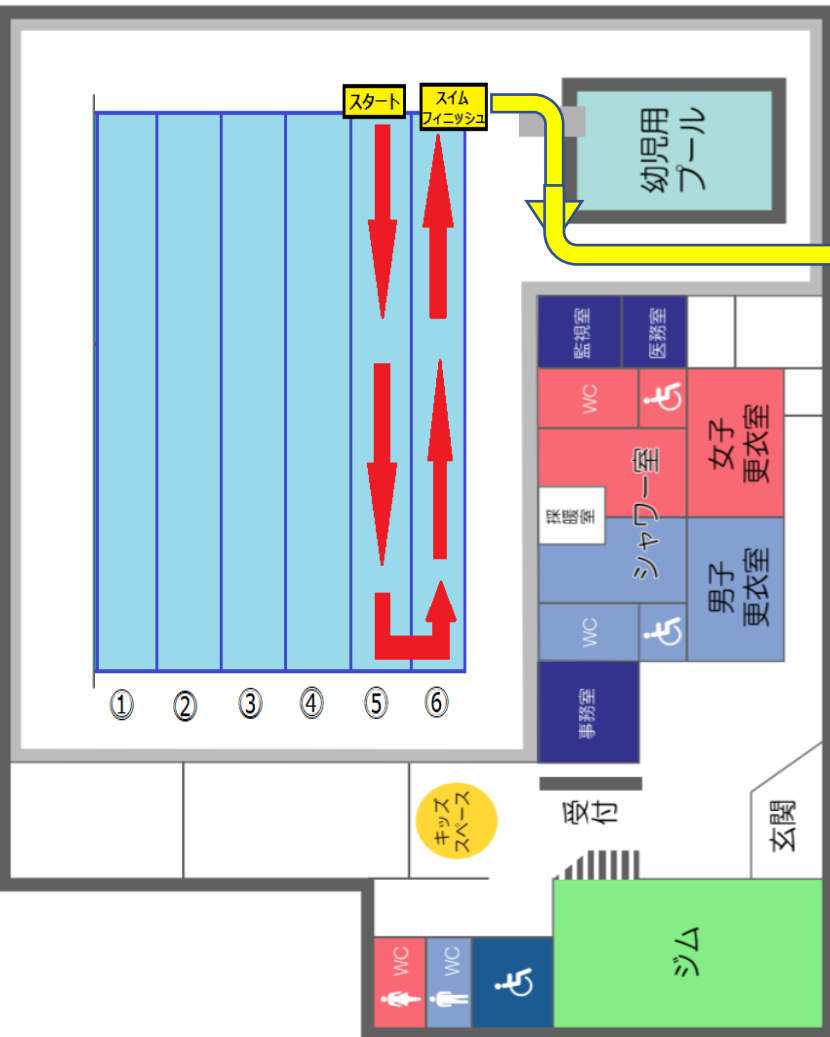 スタート
スイム
フィニッシュ
幼児用
プール
監視室
医務室
WC
女子
更衣室
シャワー室
採暖室
男子
更衣室
WC
事務室
①
②
③
④
⑤
⑥
キッズ
スペース
受付
玄関
WC
WC
ジム